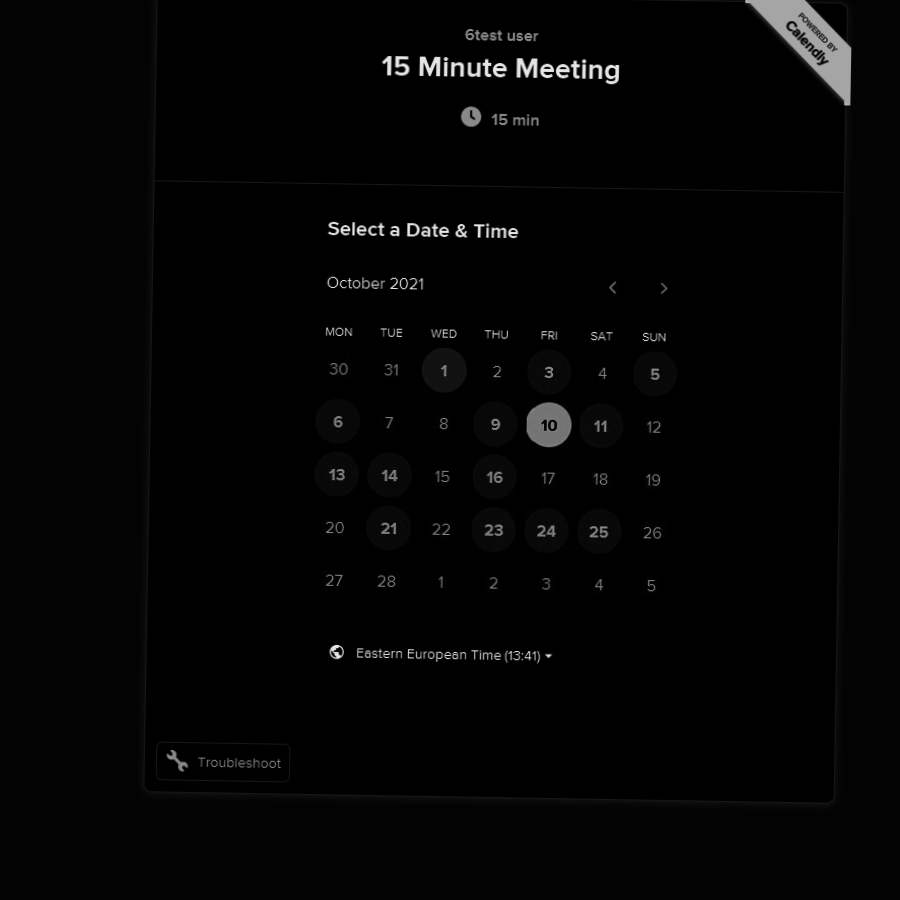 POWERED BY
Calendly
6test user
15 Minute Meeting
15 min
Select a Date & Time
October 2021
MON TUE WED THU FRI SAT SUN
30 31 1 2 3 4 5
6 7 8 9 10 11 12
13 14 15 16 17 18 19
20 21 22 23 24 25 26
27 28 1 2 3 4 5
Eastern European Time (13:41)
Troubleshoot